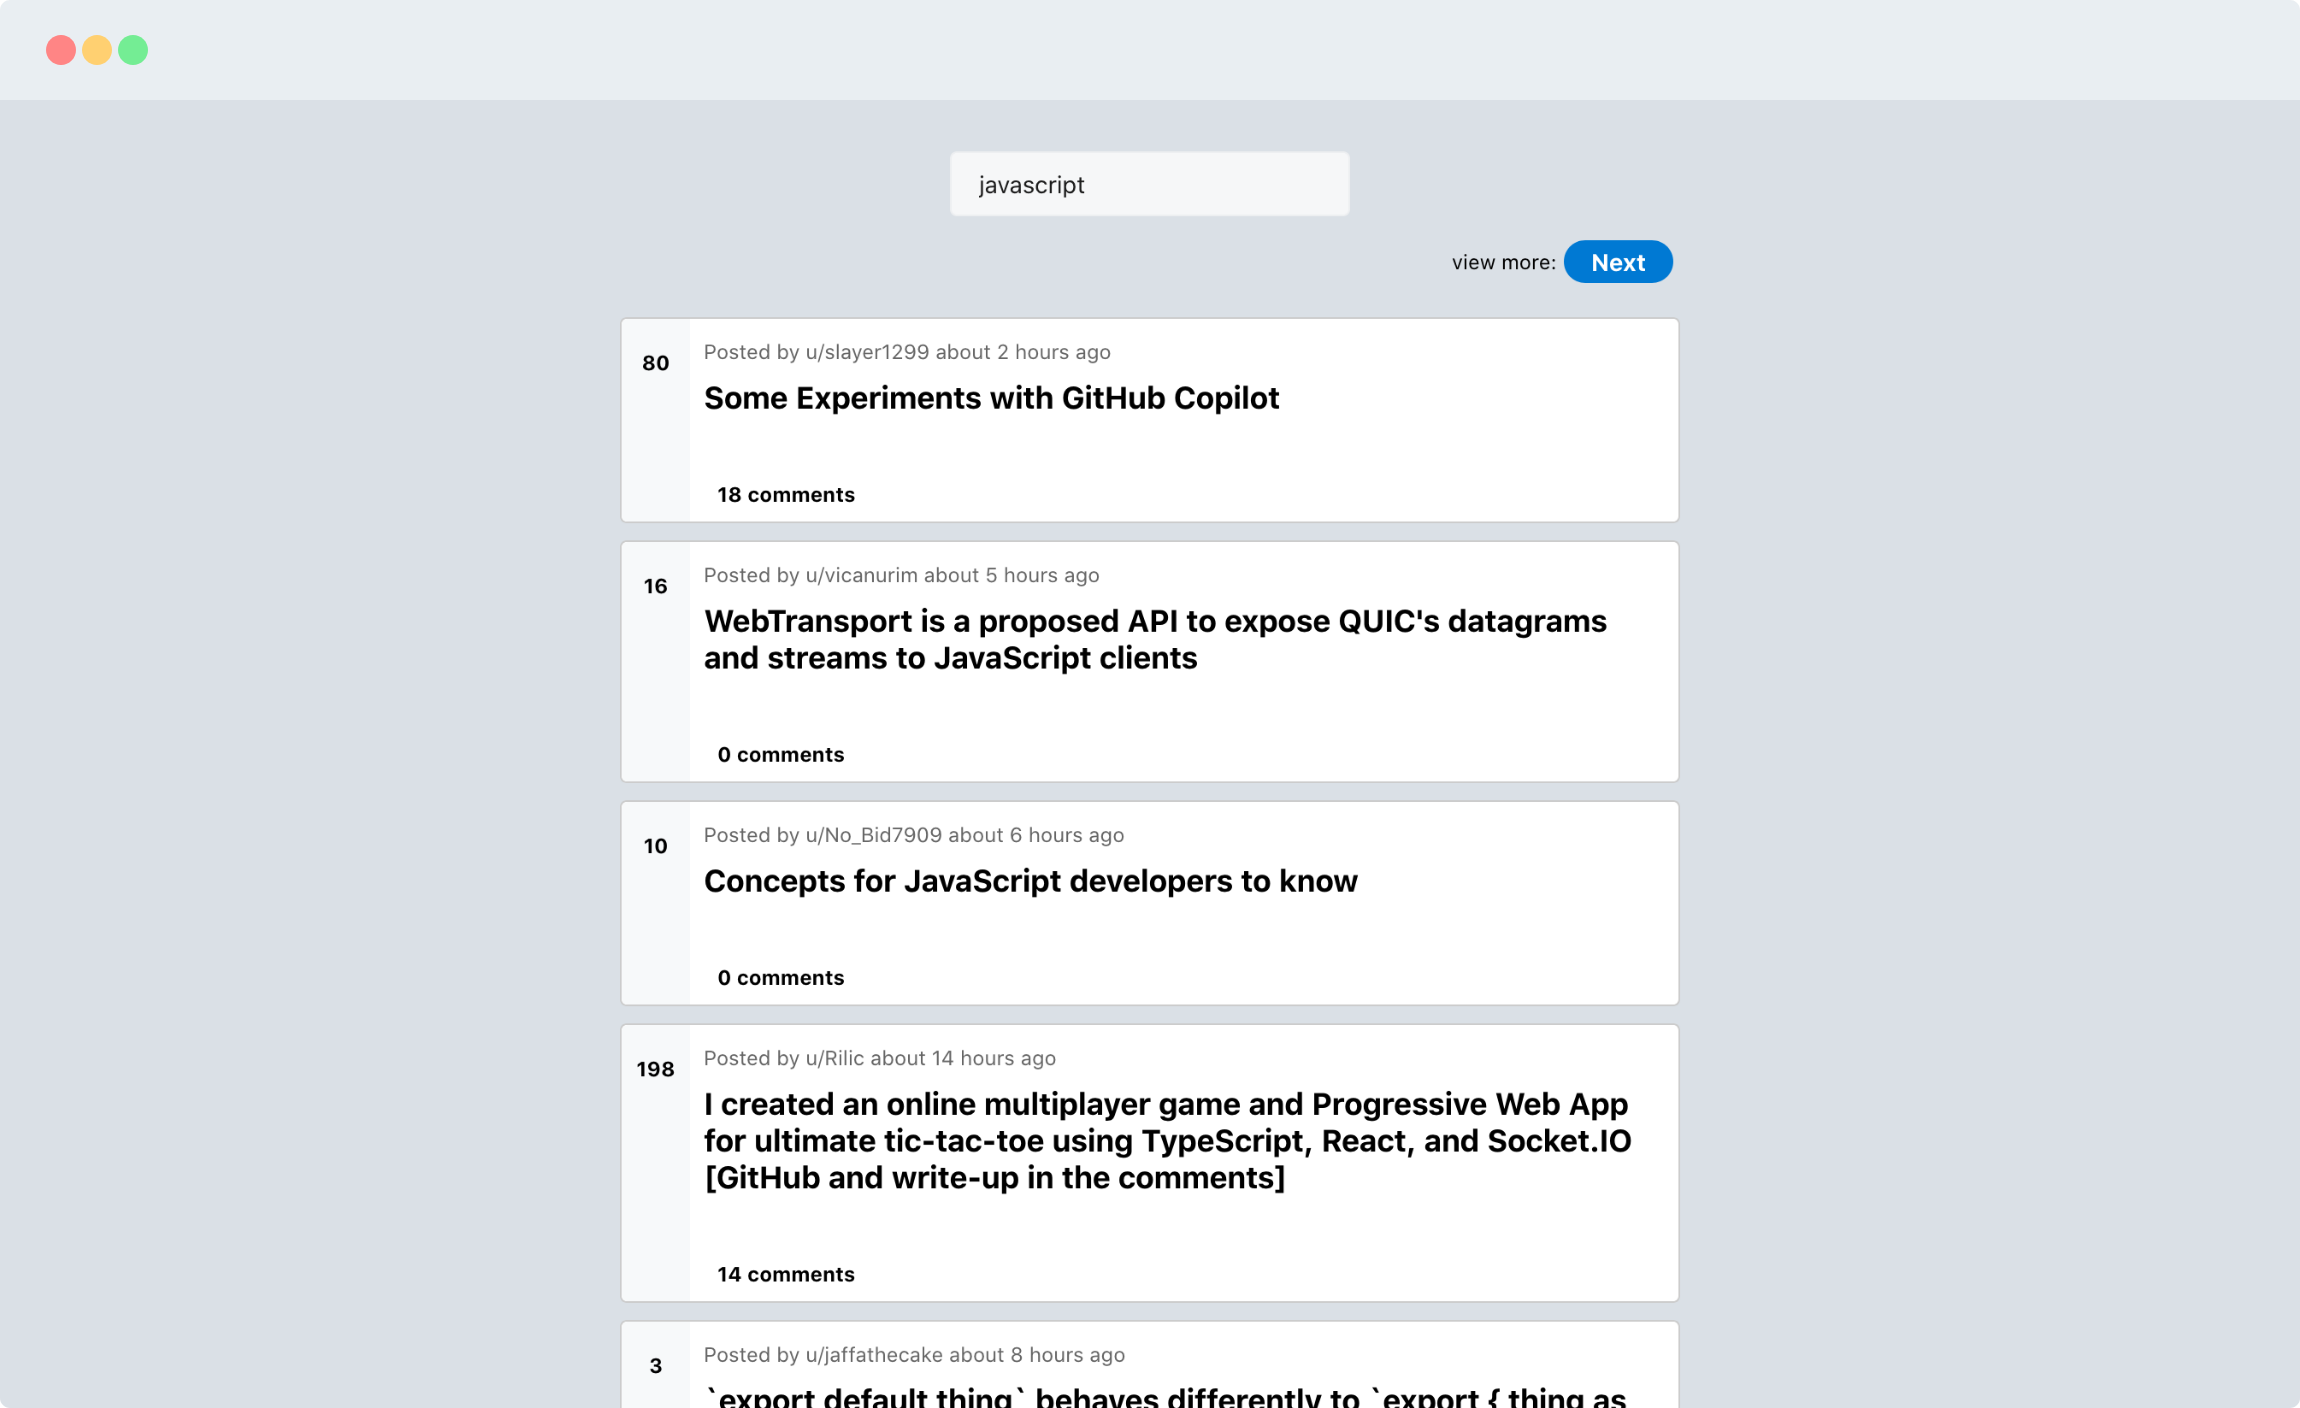 javascript
view more: Next
80
Posted by u/slayer1299 about 2 hours ago
Some Experiments with GitHub Copilot
18 comments
16
Posted by u/vicanurim about 5 hours ago
WebTransport is a proposed API to expose QUIC's datagrams
and streams to JavaScript clients
0 comments
10
Posted by u/No_Bid7909 about 6 hours ago
Concepts for JavaScript developers to know
0 comments
198
Posted by u/Rilic about 14 hours ago
I created an online multiplayer game and Progressive Web App
for ultimate tic-tac-toe using TypeScript, React, and Socket.IO
[GitHub and write-up in the comments]
14 comments
3
Posted by u/jaffathecake about 8 hours ago
`export default thing` behaves differently to `export { thing as